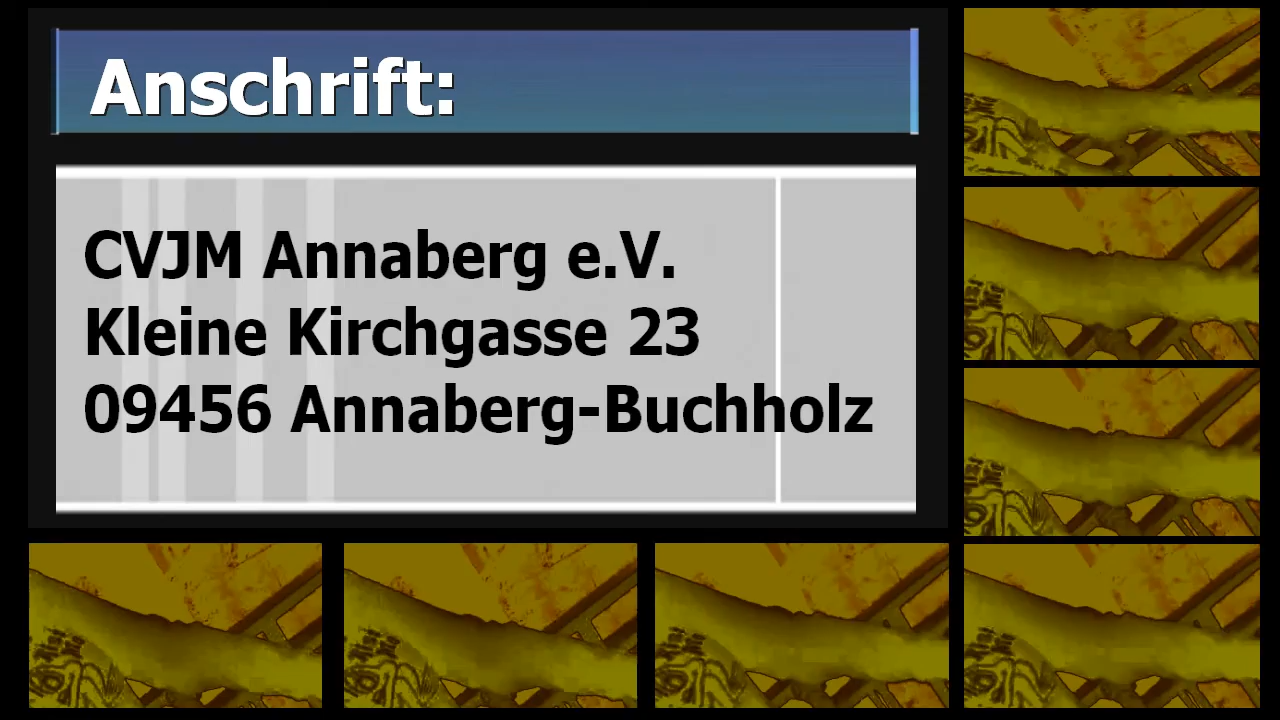 Anschrift:
CVJM Annaberg e.V.
Kleine Kirchgasse 23
09456 Annaberg-Buchholz